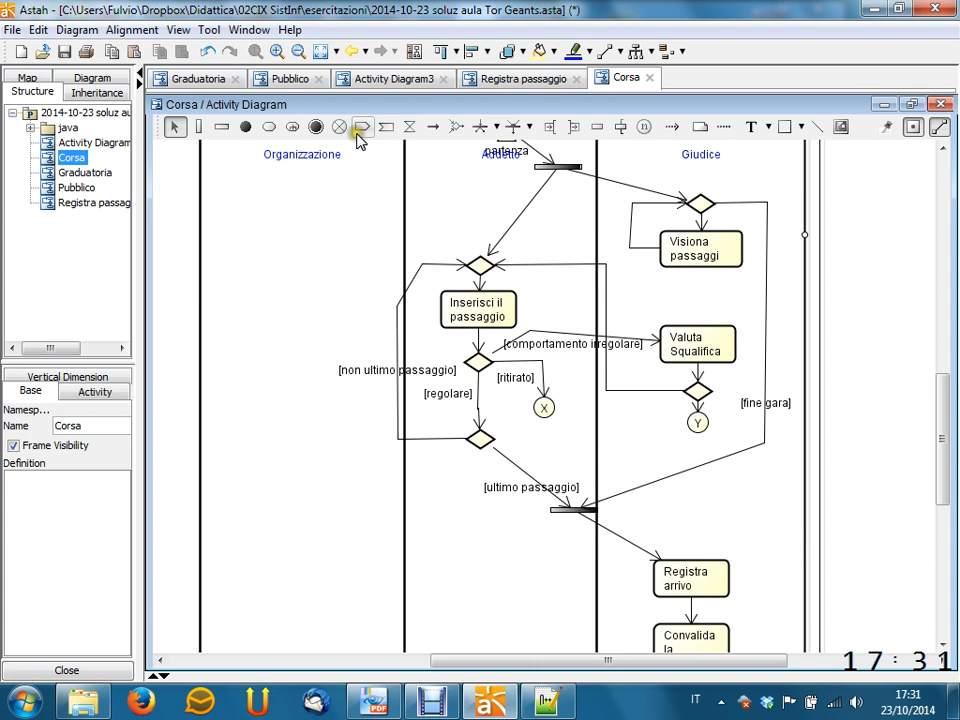 Astah - [C:\Users\Fulvio\Dropbox\Didattica\02CIX SistInf\esercitazioni\2014-10-23 soluz aula Tor Geants.asta] (*)
File Edit Diagram Alignment View Tool Window Help
Map Diagram
Structure Inheritance
Graduatoria Pubblico Activity Diagram3 Registra passaggio Corsa
Corsa / Activity Diagram
2014-10-23 soluz au
java
Activity Diagram
Corsa
Graduatoria
Pubblico
Registra passag
T
Organizzazione
partenza
Addetto
Giudice
Visiona
passaggi
Inserisci il
passaggio
[comportamento irregolare]
Valuta
Squalifica
[non ultimo passaggio]
[ritirato]
[regolare]
X
[fine gara]
Y
[ultimo passaggio]
Registra
arrivo
Convalida
la
Vertical Dimension
Base Activity
Namesp...
Name Corsa
Frame Visibility
Definition
Close
17:31
IT
17:31
23/10/2014